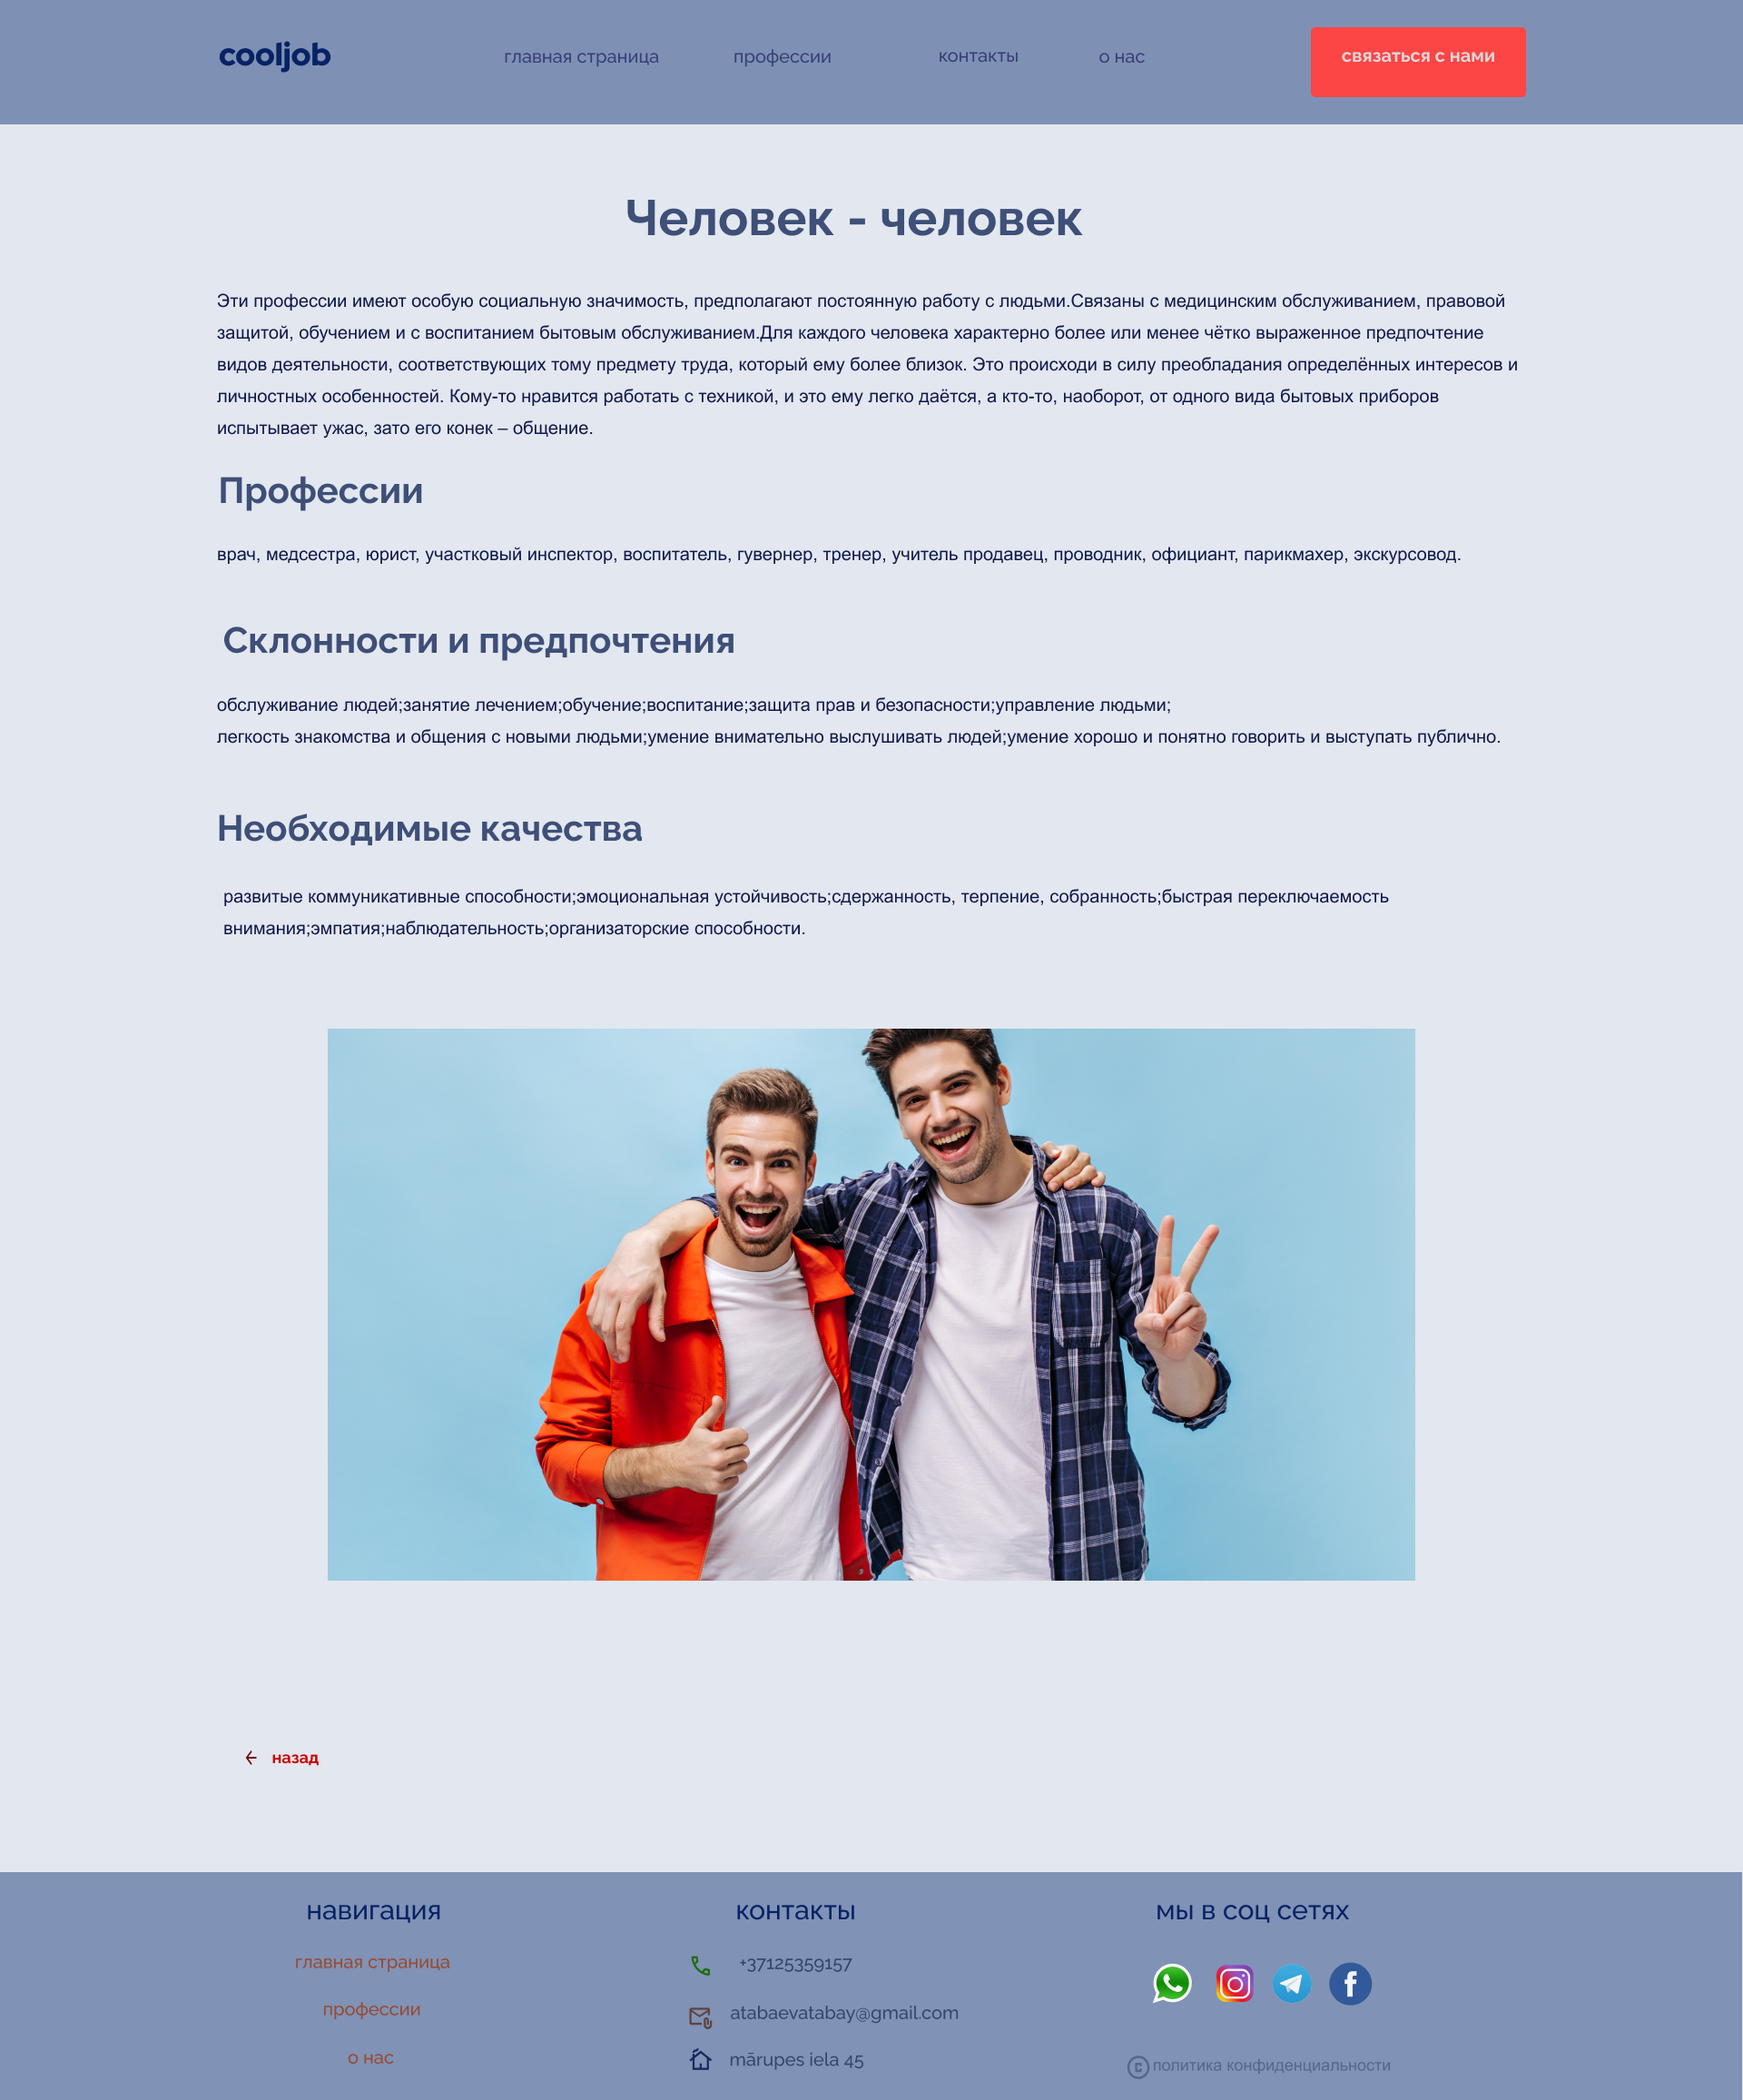 cooljob
главная страница
профессии
контакты
о нас
связаться с нами
Человек - человек
Эти профессии имеют особую социальную значимость, предполагают постоянную работу с людьми.Связаны с медицинским обслуживанием, правовой
защитой, обучением и с воспитанием бытовым обслуживанием.Для каждого человека характерно более или менее чётко выраженное предпочтение
видов деятельности, соответствующих тому предмету труда, который ему более близок. Это происходи в силу преобладания определённых интересов и
личностных особенностей. Кому-то нравится работать с техникой, и это ему легко даётся, а кто-то, наоборот, от одного вида бытовых приборов
испытывает ужас, зато его конек – общение.
Профессии
врач, медсестра, юрист, участковый инспектор, воспитатель, гувернер, тренер, учитель продавец, проводник, официант, парикмахер, экскурсовод.
Склонности и предпочтения
обслуживание людей;занятие лечением;обучение;воспитание;защита прав и безопасности;управление людьми;
легкость знакомства и общения с новыми людьми;умение внимательно выслушивать людей;умение хорошо и понятно говорить и выступать публично.
Необходимые качества
развитые коммуникативные способности;эмоциональная устойчивость;сдержанность, терпение, собранность;быстрая переключаемость
внимания;эмпатия;наблюдательность;организаторские способности.
назад
навигация
главная страница
профессии
о нас
контакты
+37125359157
atabaevatabay@gmail.com
mārupes iela 45
мы в соц сетях
© политика конфиденциальности